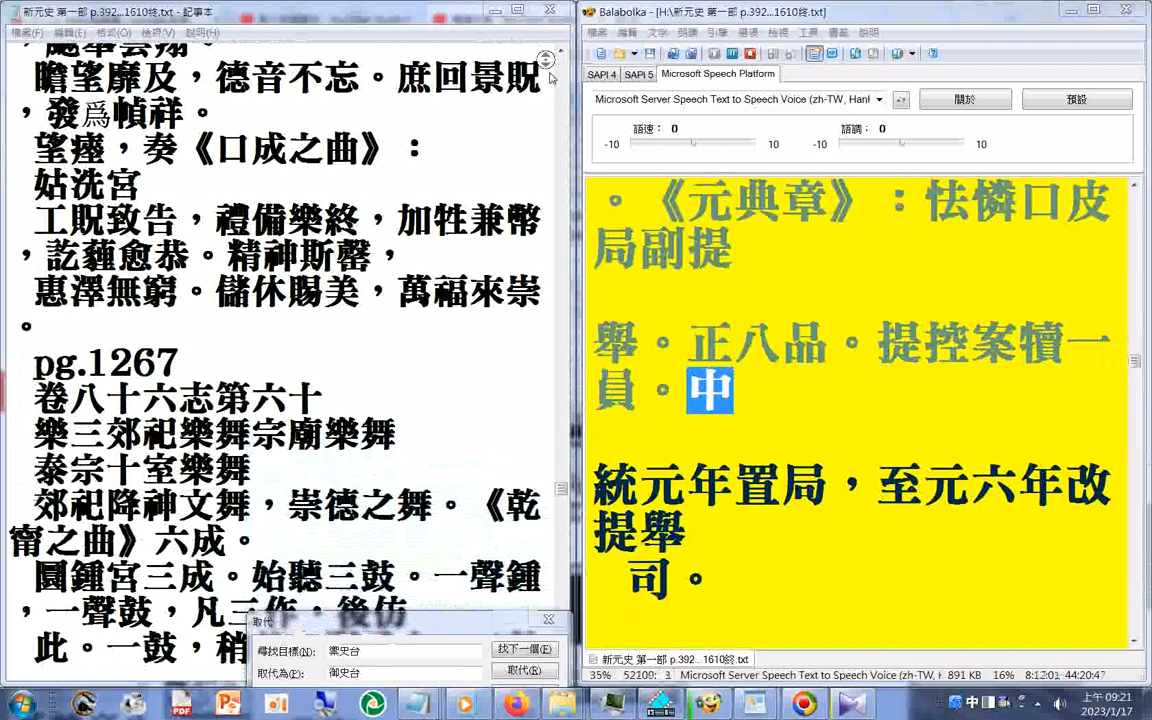 新元史 第一部 p.392...1610終.txt - 記事本
檔案(F) 編輯(E) 格式(O) 檢視(V) 說明(H)
瞻望靡及，德音不忘。庶回景貺
，發爲幀祥。
望瘞，奏《口成之曲》：
姑洗宮
工貺致告，禮備樂終，加牲兼幣
，訖薶愈恭。精神斯罄，
惠澤無窮。儲休賜美，萬福來崇
。
pg.1267
卷八十六志第六十
樂三郊祀樂舞宗廟樂舞
泰宗十室樂舞
郊祀降神文舞，崇德之舞。《乾
甯之曲》六成。
圜鍾宮三成。始聽三鼓。一聲鍾
，一聲鼓，凡三作，後仿
此。一鼓，稍
取代
尋找目標(N): 禦史台
找下一個(F)
取代為(P): 御史台
取代(R)
Balabolka - [H:\新元史 第一部 p.392...1610終.txt]
檔案 編輯 文字 朗讀 引擎 選項 檢視 工具 書籤 說明
SAPI 4 SAPI 5 Microsoft Speech Platform
Microsoft Server Speech Text to Speech Voice (zh-TW, Hanl
關於
預設
語速： 0 語調： 0
-10 10 -10 10
。《元典章》：怯憐口皮
局副提
舉。正八品。提控案犢一
員。中
統元年置局，至元六年改
提舉
司。
新元史 第一部 p.392...1610終.txt
35% 52109: 1 Microsoft Speech Platform Microsoft Server Speech Text to Speech Voice (zh-TW, H 891 KB 16% 8:1201 44:20:47
中
上午 09:21
2023/1/17